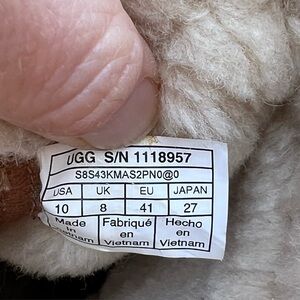 UGG S/N 1118957
S8S43KMAS2PN0@0
USA UK EU JAPAN
10 8 41 27
Made Fabriqué Hecho
in en en
Vietnam Vietnam Vietnam